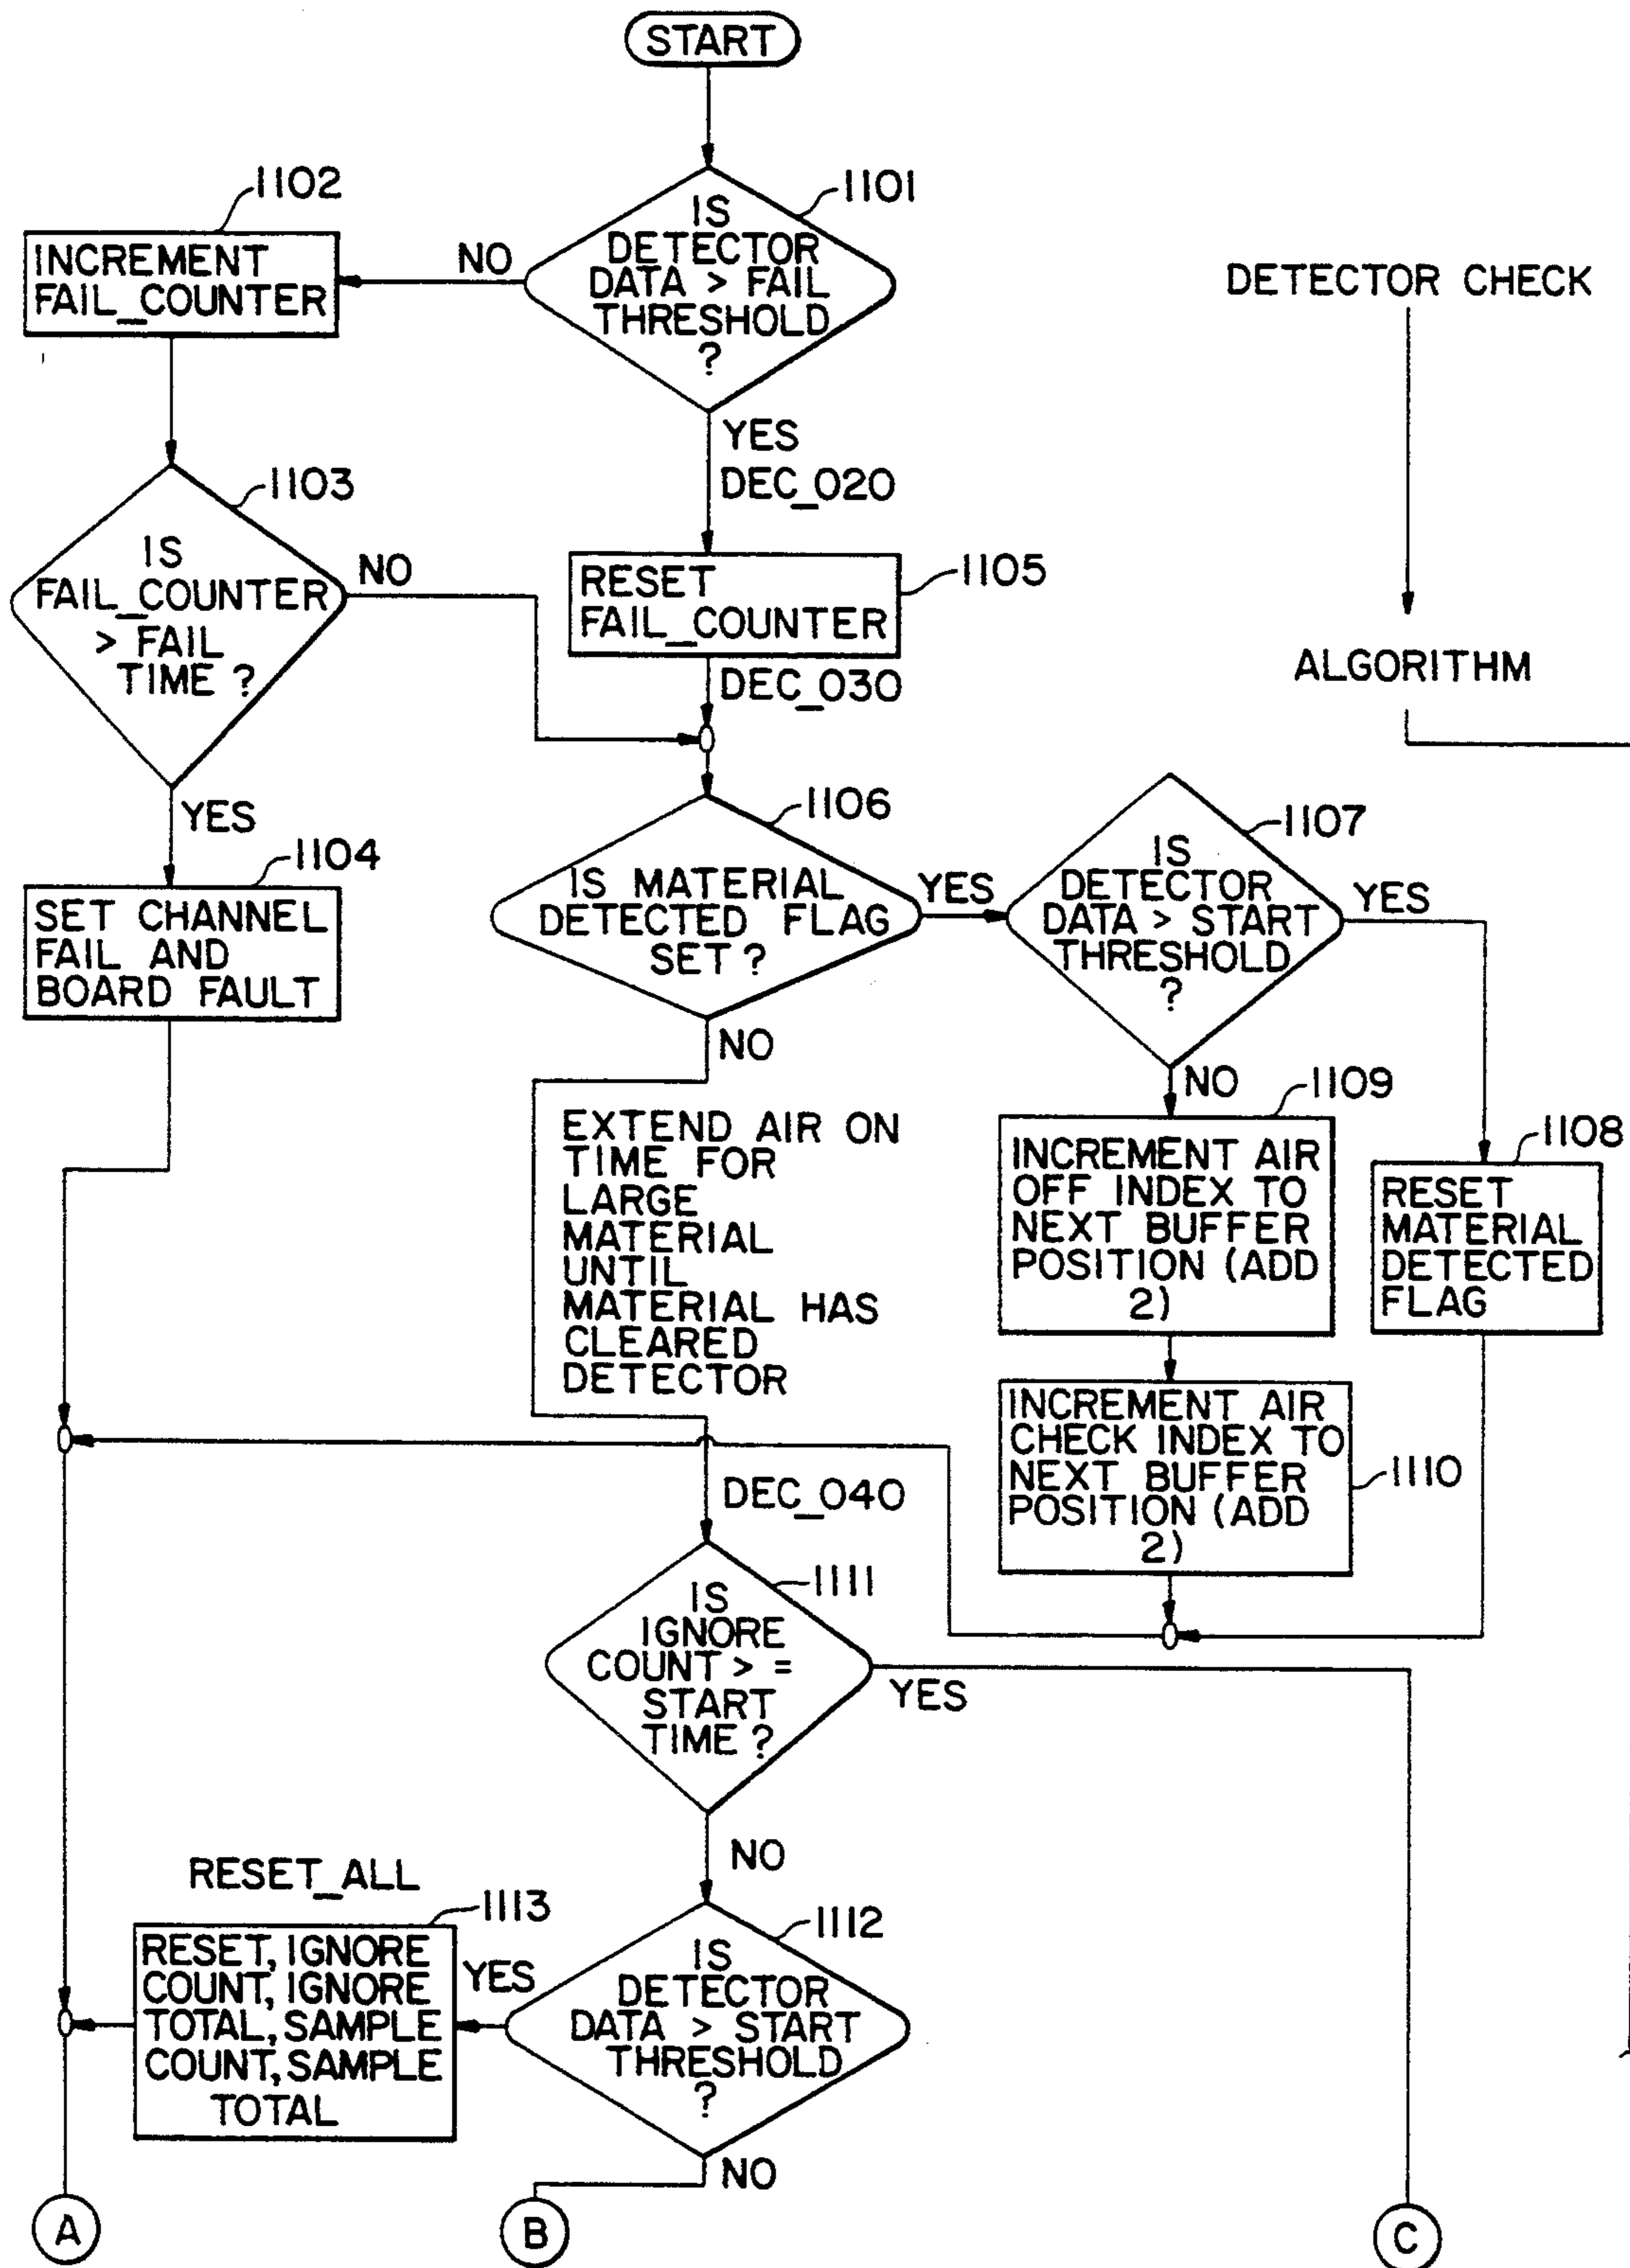 START
1101
IS
DETECTOR
DATA > FAIL
THRESHOLD
?
NO
1102
INCREMENT
FAIL_COUNTER
DETECTOR CHECK
YES
DEC_020
1103
IS
FAIL_COUNTER
> FAIL
TIME ?
NO
1105
RESET
FAIL_COUNTER
DEC_030
ALGORITHM
YES
1104
SET CHANNEL
FAIL AND
BOARD FAULT
1106
IS MATERIAL
DETECTED FLAG
SET ?
YES
1107
IS
DETECTOR
DATA > START
THRESHOLD
?
YES
NO
NO
1109
INCREMENT AIR
OFF INDEX TO
NEXT BUFFER
POSITION (ADD
2)
1108
RESET
MATERIAL
DETECTED
FLAG
EXTEND AIR ON
TIME FOR
LARGE
MATERIAL
UNTIL
MATERIAL HAS
CLEARED
DETECTOR
INCREMENT AIR
CHECK INDEX TO
NEXT BUFFER
POSITION (ADD
2)
1110
DEC_040
1111
IS
IGNORE
COUNT > =
START
TIME ?
YES
NO
RESET_ALL
1113
RESET, IGNORE
COUNT, IGNORE
TOTAL, SAMPLE
COUNT, SAMPLE
TOTAL
YES
1112
IS
DETECTOR
DATA > START
THRESHOLD
?
NO
A
B
C